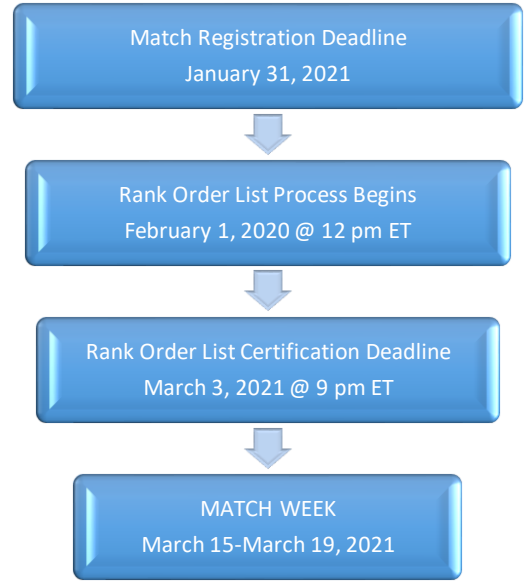 Match Registration Deadline
January 31, 2021
Rank Order List Process Begins
February 1, 2020 @ 12 pm ET
Rank Order List Certification Deadline
March 3, 2021 @ 9 pm ET
MATCH WEEK
March 15-March 19, 2021